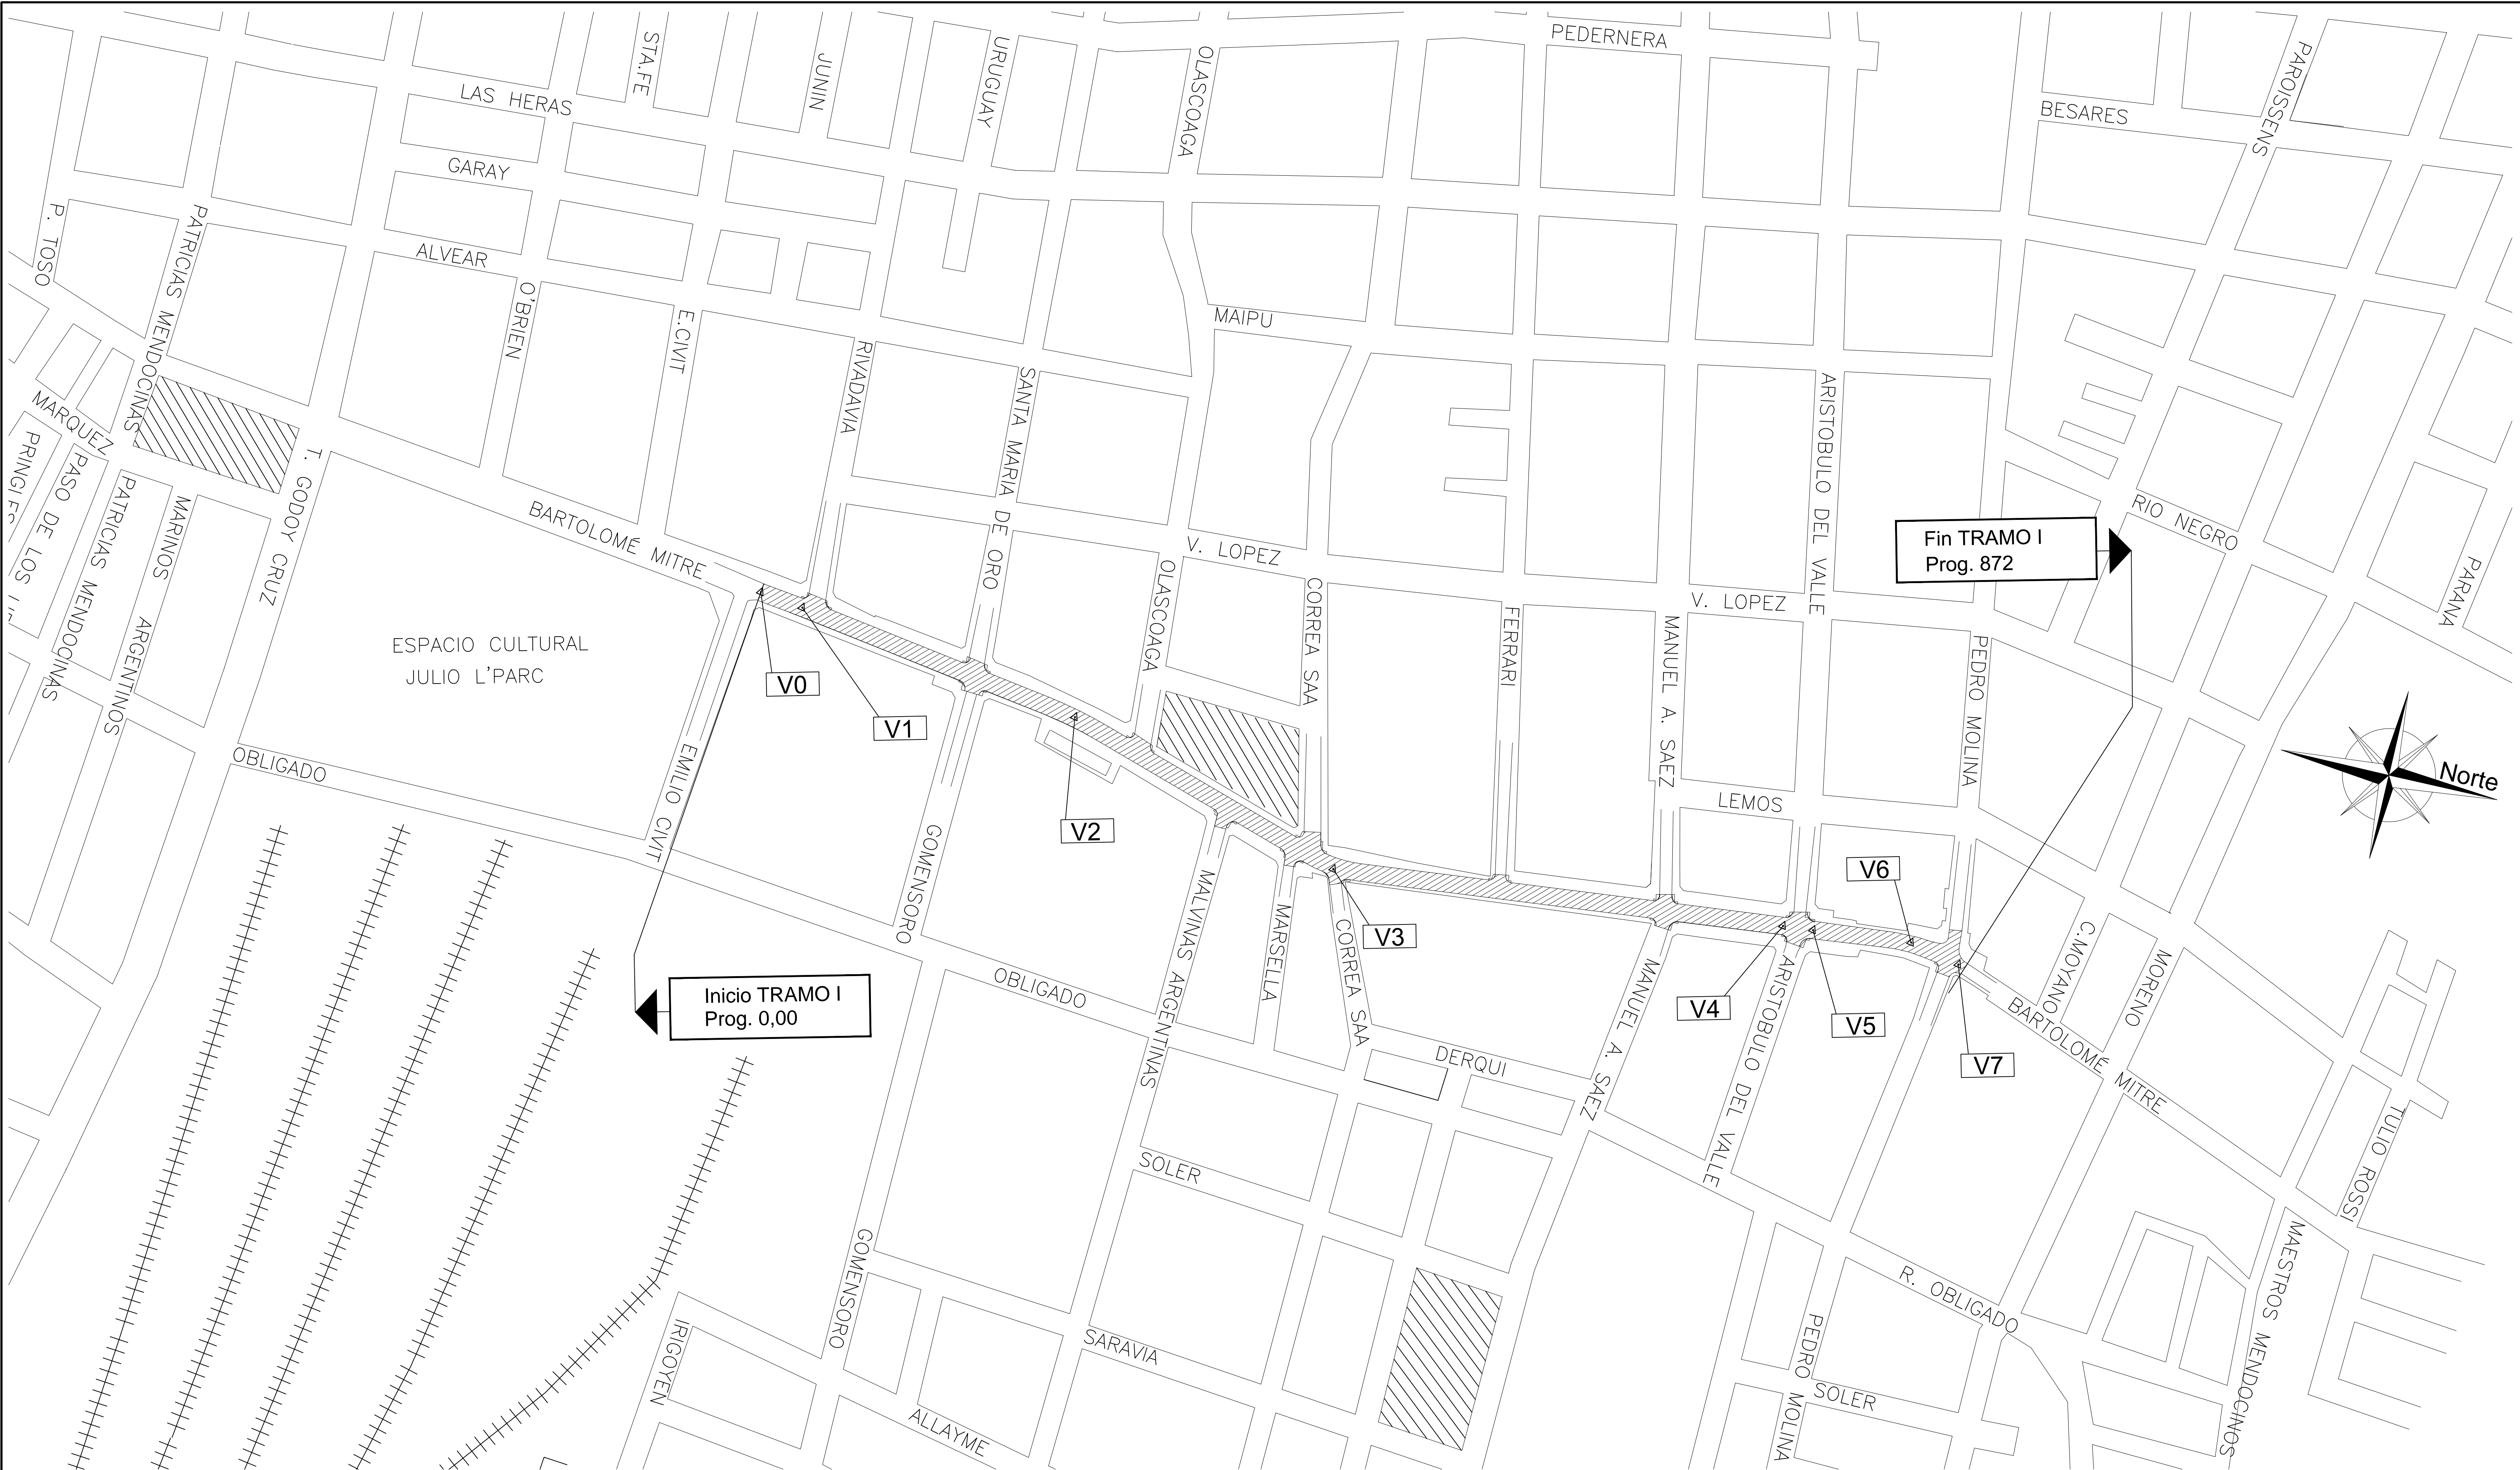 PEDERNERA
STA.FE
JUNIN
URUGUAY
OLASCOAGA
PAROISSENS
LAS HERAS
BESARES
GARAY
P. TOSO
PATRICIAS MENDOCINAS
ALVEAR
O'BRIEN
E.CIVIT
MAIPU
RIVADAVIA
SANTA MARIA DE ORO
ARISTOBULO DEL VALLE
MARQUEZ
PASO DE LOS
PATRICIAS MENDOCINAS
MARINOS ARGENTINOS
T. GODOY CRUZ
BARTOLOMÉ MITRE
RIO NEGRO
Fin TRAMO I
Prog. 872
V. LOPEZ
OLASCOAGA
CORREA SAA
FERRARI
MANUEL A. SAEZ
V. LOPEZ
PEDRO MOLINA
PARANA
ESPACIO CULTURAL
JULIO L'PARC
V0
V1
OBLIGADO
EMILIO CIVIT
V2
LEMOS
Norte
GOMENSORO
MALVINAS ARGENTINAS
MARSELLA
CORREA SAA
V3
V6
MANUEL A. SAEZ
V4
ARISTOBULO DEL VALLE
V5
V7
C.MOYANO
MORENO
BARTOLOMÉ MITRE
Inicio TRAMO I
Prog. 0,00
OBLIGADO
DERQUI
TULIO ROSSI
SOLER
GOMENSORO
R. OBLIGADO
MAESTROS MENDOCINOS
IRIGOYEN
SARAVIA
PEDRO MOLINA
SOLER
ALLAYME